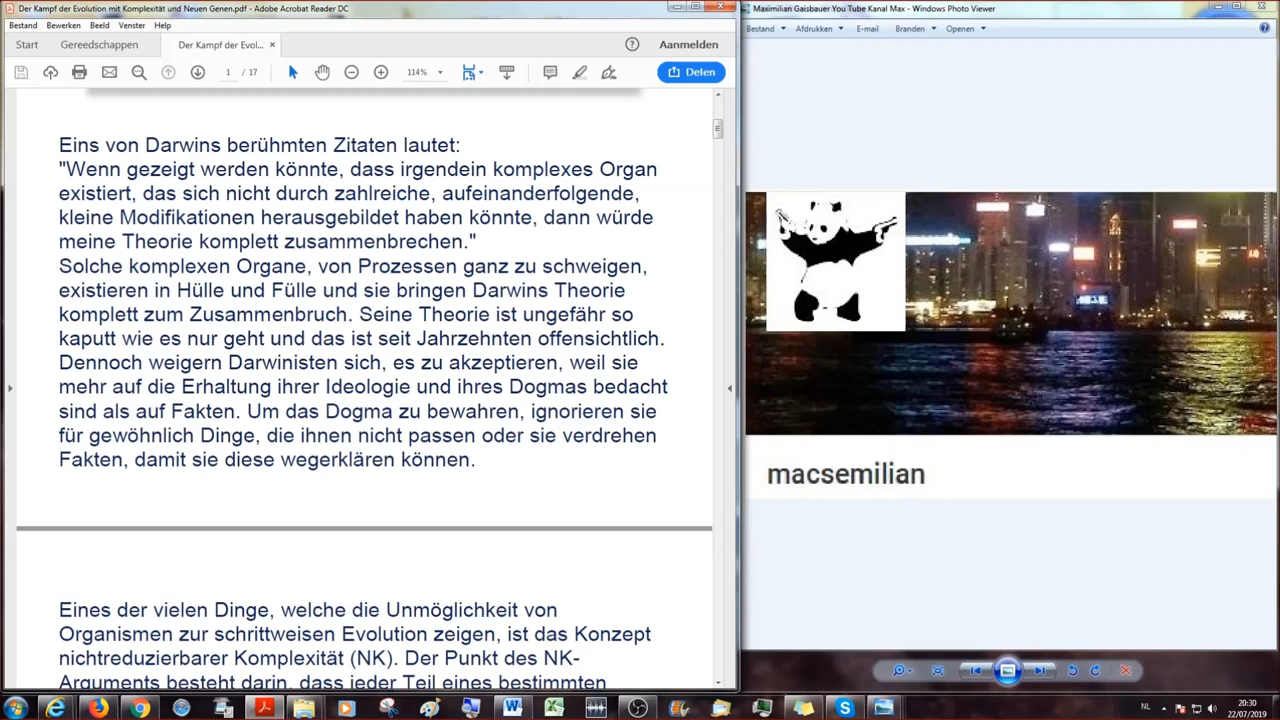 Der Kampf der Evolution mit Komplexität und Neuen Genen.pdf - Adobe Acrobat Reader DC
Bestand Bewerken Beeld Venster Help
Start Gereedschappen Der Kampf der Evol... × Aanmelden
1 / 17 114% Delen
Eins von Darwins berühmten Zitaten lautet:
"Wenn gezeigt werden könnte, dass irgendein komplexes Organ
existiert, das sich nicht durch zahlreiche, aufeinanderfolgende,
kleine Modifikationen herausgebildet haben könnte, dann würde
meine Theorie komplett zusammenbrechen."
Solche komplexen Organe, von Prozessen ganz zu schweigen,
existieren in Hülle und Fülle und sie bringen Darwins Theorie
komplett zum Zusammenbruch. Seine Theorie ist ungefähr so
kaputt wie es nur geht und das ist seit Jahrzehnten offensichtlich.
Dennoch weigern Darwinisten sich, es zu akzeptieren, weil sie
mehr auf die Erhaltung ihrer Ideologie und ihres Dogmas bedacht
sind als auf Fakten. Um das Dogma zu bewahren, ignorieren sie
für gewöhnlich Dinge, die ihnen nicht passen oder sie verdrehen
Fakten, damit sie diese wegerklären können.
Eines der vielen Dinge, welche die Unmöglichkeit von
Organismen zur schrittweisen Evolution zeigen, ist das Konzept
nichtreduzierbarer Komplexität (NK). Der Punkt des NK-
Arguments besteht darin, dass jeder Teil eines bestimmten
Maximilian Gaisbauer You Tube Kanal Max - Windows Photo Viewer
Bestand Afdrukken E-mail Branden Openen
macsemilian
NL 20:30
22/07/2019